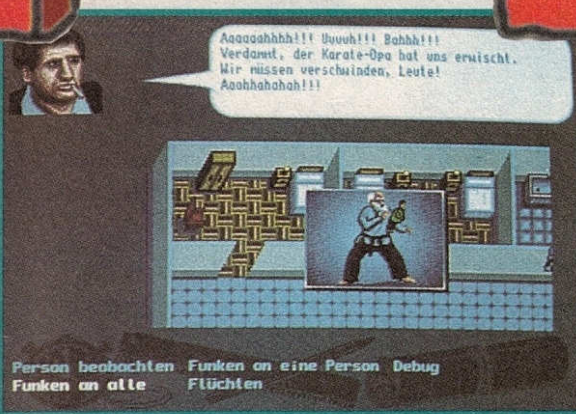 Aaaaahhhh!!! Uuuuh!!! Bahhh!!!
Verdammt, der Karate-Opa hat uns erwischt.
Wir müssen verschwinden, Leute!
Aaahhahahah!!!
Person beobachten Funken an eine Person Debug
Funken an alle Flüchten